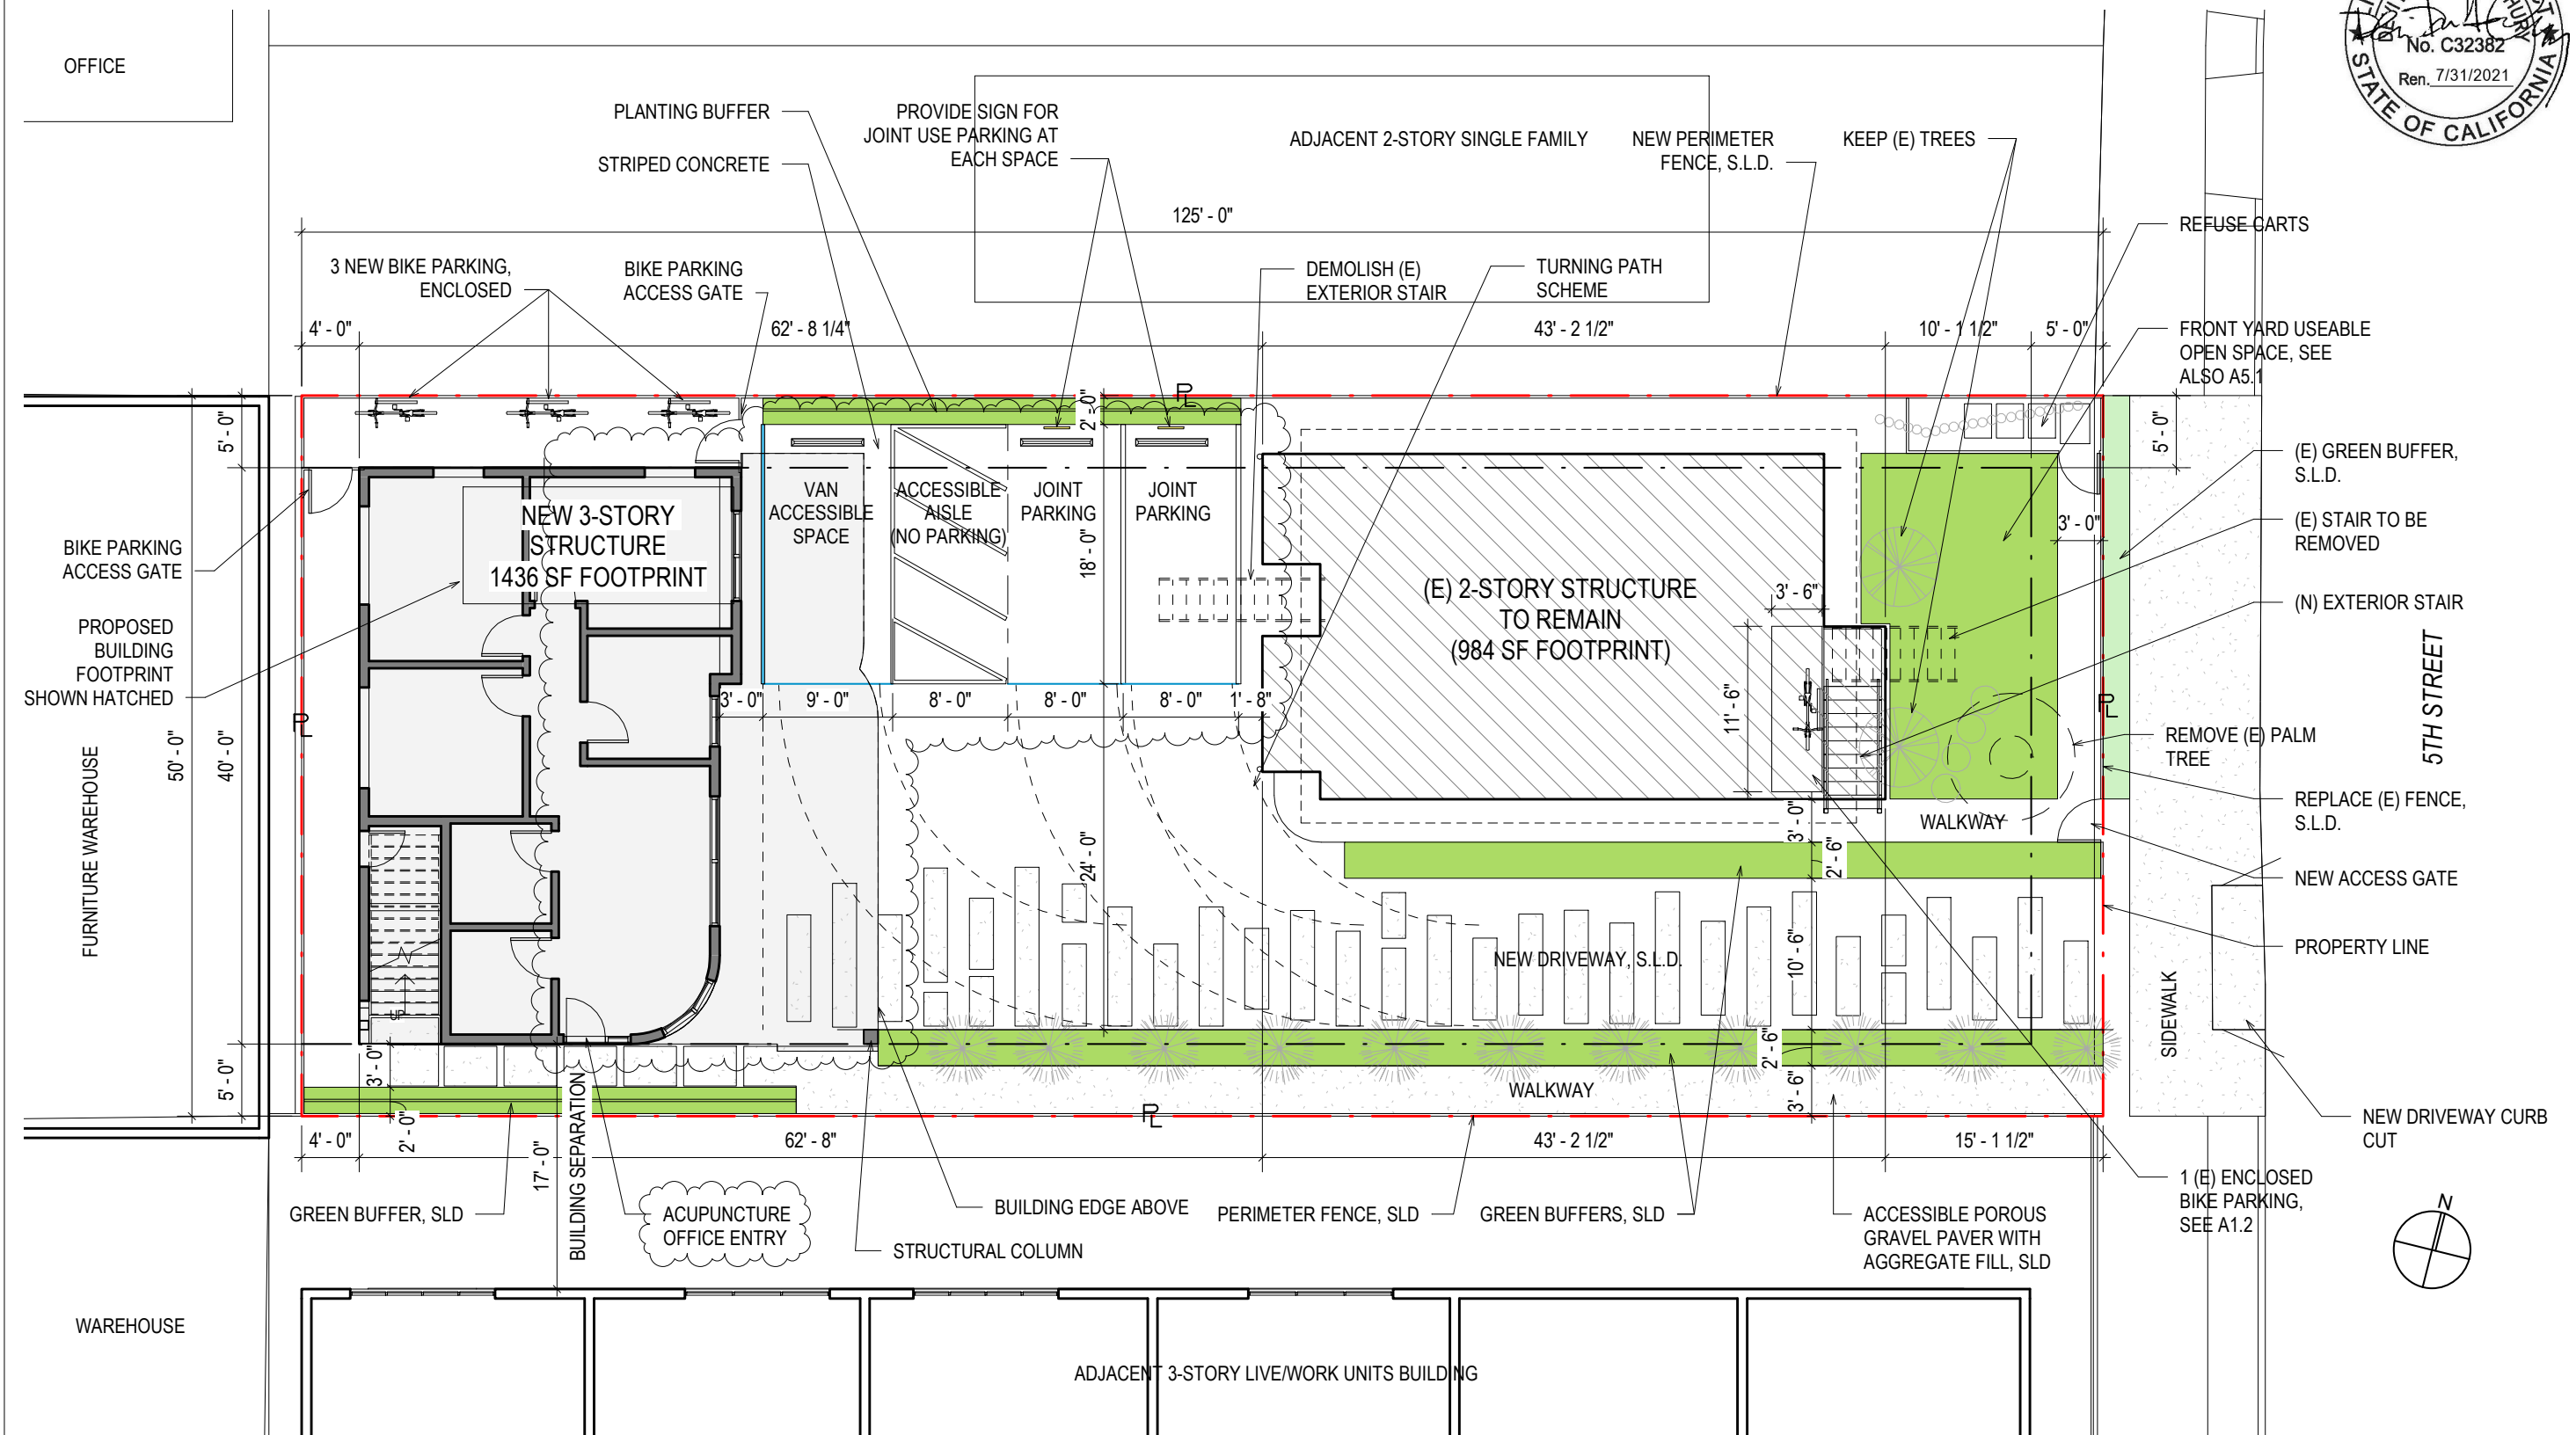 OFFICE
No. C32382
Ren. 7/31/2021
STATE OF CALIFORNIA
PLANTING BUFFER
STRIPED CONCRETE
PROVIDE SIGN FOR
JOINT USE PARKING AT
EACH SPACE
ADJACENT 2-STORY SINGLE FAMILY
NEW PERIMETER
FENCE, S.L.D.
KEEP (E) TREES
125' - 0"
REFUSE CARTS
3 NEW BIKE PARKING,
ENCLOSED
BIKE PARKING
ACCESS GATE
DEMOLISH (E)
EXTERIOR STAIR
TURNING PATH
SCHEME
4' - 0"
62' - 8 1/4"
43' - 2 1/2"
10' - 1 1/2"
5' - 0"
FRONT YARD USEABLE
OPEN SPACE, SEE
ALSO A5.1
PL
2' - 0"
5' - 0"
5' - 0"
(E) GREEN BUFFER,
S.L.D.
VAN
ACCESSIBLE
SPACE
ACCESSIBLE
AISLE
(NO PARKING)
JOINT
PARKING
JOINT
PARKING
NEW 3-STORY
STRUCTURE
1436 SF FOOTPRINT
18' - 0"
3' - 0"
(E) STAIR TO BE
REMOVED
BIKE PARKING
ACCESS GATE
(E) 2-STORY STRUCTURE
TO REMAIN
(984 SF FOOTPRINT)
3' - 6"
(N) EXTERIOR STAIR
PROPOSED
BUILDING
FOOTPRINT
SHOWN HATCHED
5TH STREET
3' - 0"
9' - 0"
8' - 0"
8' - 0"
8' - 0"
1' - 8"
11' - 6"
PL
PL
REMOVE (E) PALM
TREE
50' - 0"
40' - 0"
FURNITURE WAREHOUSE
REPLACE (E) FENCE,
S.L.D.
WALKWAY
3' - 0"
2' - 6"
24' - 0"
NEW ACCESS GATE
PROPERTY LINE
NEW DRIVEWAY, S.L.D.
10' - 6"
SIDEWALK
UP
2' - 6"
3' - 0"
5' - 0"
WALKWAY
3' - 6"
PL
NEW DRIVEWAY CURB
CUT
4' - 0"
2' - 0"
62' - 8"
43' - 2 1/2"
15' - 1 1/2"
17' - 0"
BUILDING SEPARATION
1 (E) ENCLOSED
BIKE PARKING,
SEE A1.2
N
GREEN BUFFER, SLD
ACUPUNCTURE
OFFICE ENTRY
BUILDING EDGE ABOVE
STRUCTURAL COLUMN
PERIMETER FENCE, SLD
GREEN BUFFERS, SLD
ACCESSIBLE POROUS
GRAVEL PAVER WITH
AGGREGATE FILL, SLD
WAREHOUSE
ADJACENT 3-STORY LIVE/WORK UNITS BUILDING